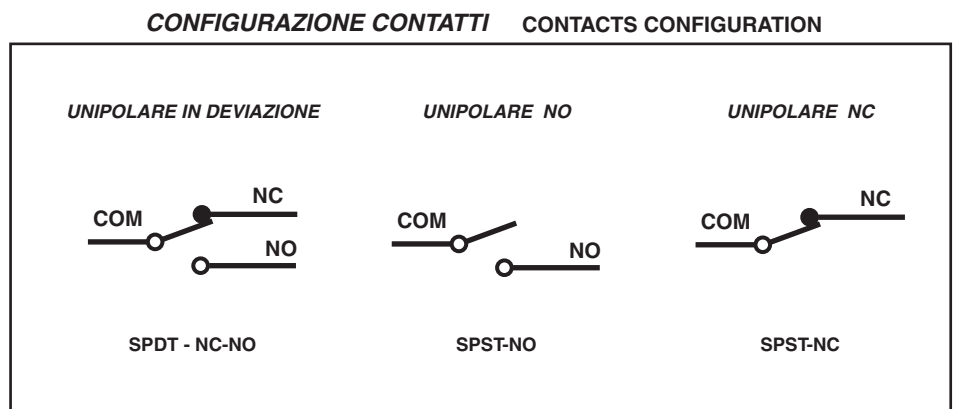 CONFIGURAZIONE CONTATTI CONTACTS CONFIGURATION
UNIPOLARE IN DEVIAZIONE
COM
NC
NO
SPDT - NC-NO
UNIPOLARE NO
COM
NO
SPST-NO
UNIPOLARE NC
COM
NC
SPST-NC